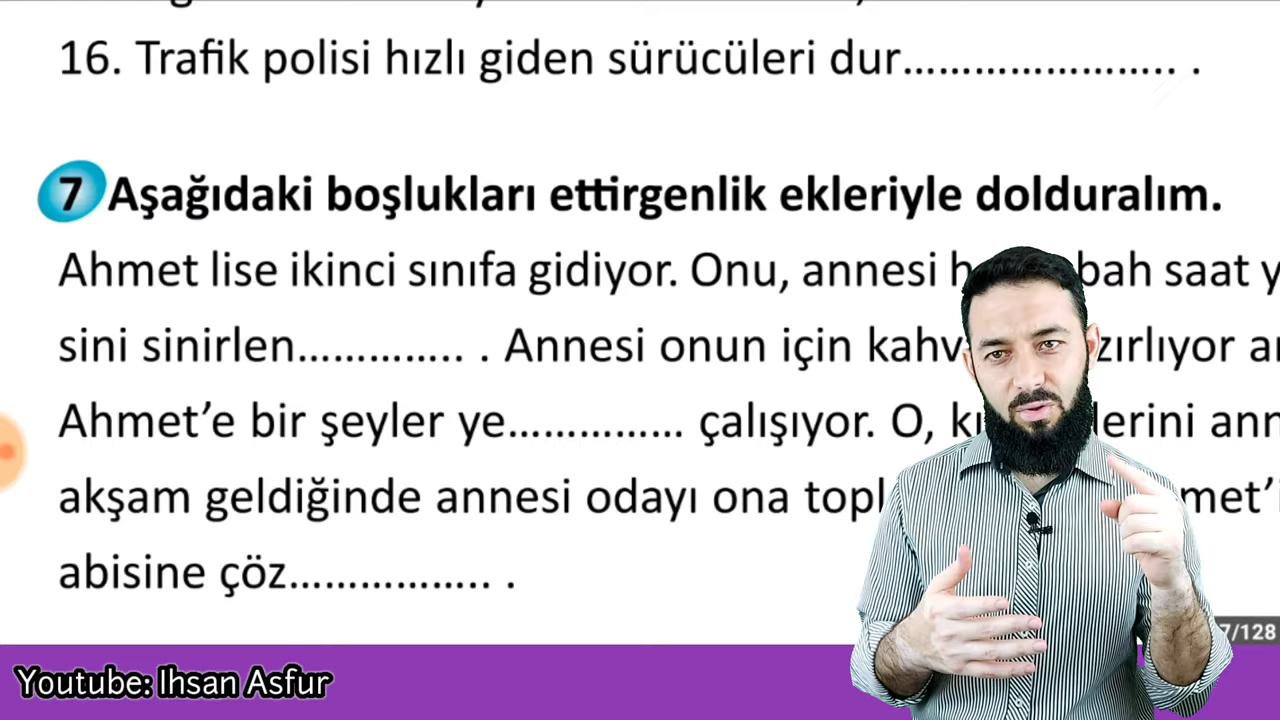 16. Trafik polisi hızlı giden sürücüleri dur…………………….. .
7 Aşağıdaki boşlukları ettirgenlik ekleriyle dolduralım.
Ahmet lise ikinci sınıfa gidiyor. Onu, annesi saat
sini sinirlen………….. . Annesi onun için
Ahmet’e bir şeyler ye…………… çalışıyor. O,
akşam geldiğinde annesi odayı ona
abisine çöz…………….. .
7/128
Youtube: Ihsan Asfur